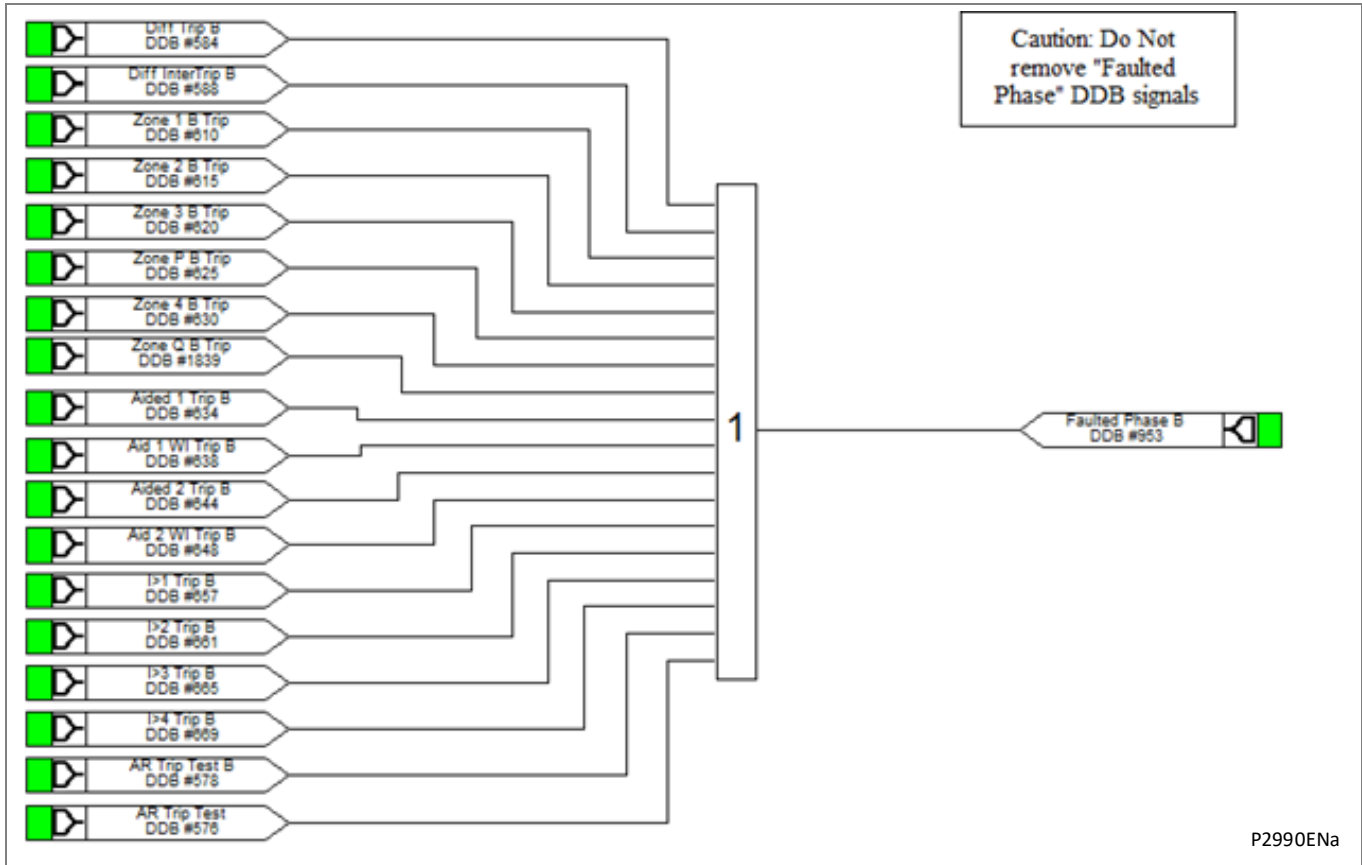 Diff Trip B
DDB #584
Diff InterTrip B
DDB #588
Zone 1 B Trip
DDB #610
Zone 2 B Trip
DDB #615
Zone 3 B Trip
DDB #620
Zone P B Trip
DDB #625
Zone 4 B Trip
DDB #630
Zone Q B Trip
DDB #1839
Aided 1 Trip B
DDB #634
Aid 1 WI Trip B
DDB #638
Aided 2 Trip B
DDB #644
Aid 2 WI Trip B
DDB #648
I>1 Trip B
DDB #657
I>2 Trip B
DDB #661
I>3 Trip B
DDB #665
I>4 Trip B
DDB #669
AR Trip Test B
DDB #578
AR Trip Test
DDB #576
1
Caution: Do Not
remove "Faulted
Phase" DDB signals
Faulted Phase B
DDB #953
P2990ENa